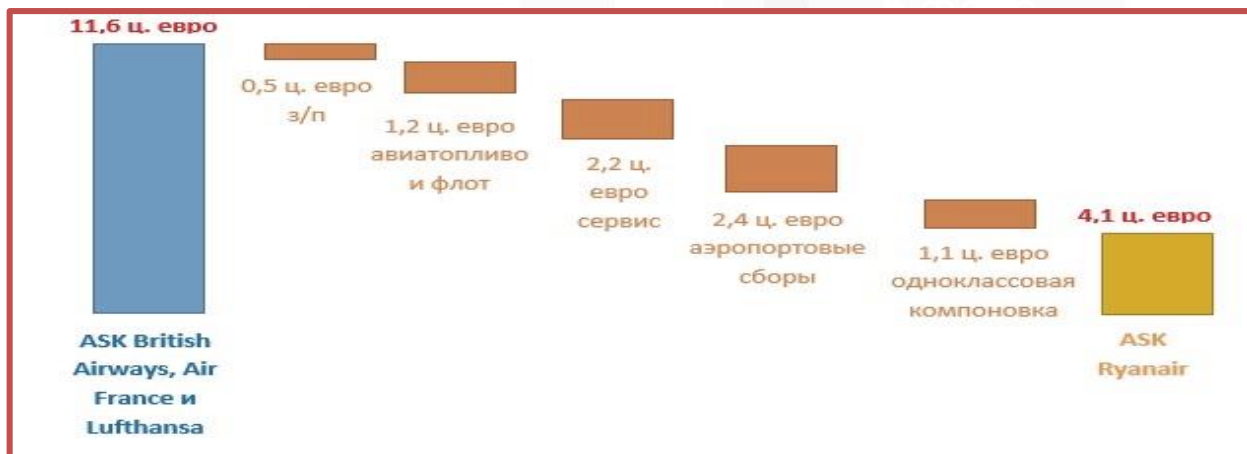 11,6 ц. евро
0,5 ц. евро
з/п
1,2 ц. евро
авиатопливо
и флот
2,2 ц.
евро
сервис
2,4 ц. евро
аэропортовые
сборы
1,1 ц. евро
одноклассовая
компоновка
4,1 ц. евро
ASK British
Airways, Air
France и
Lufthansa
ASK
Ryanair